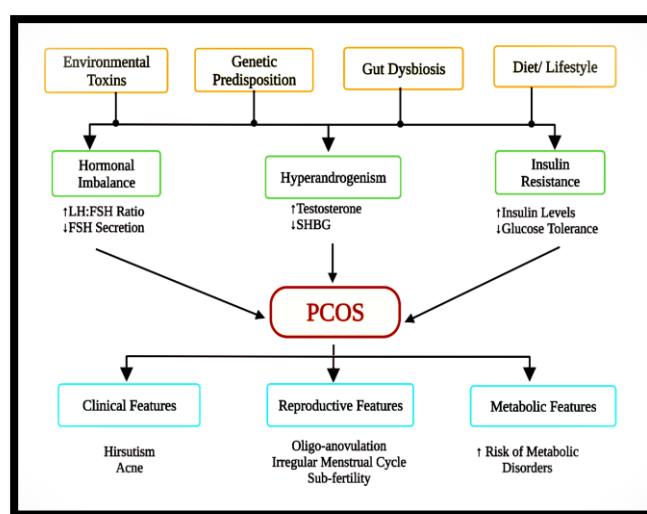 Environmental
Toxins
Genetic
Predisposition
Gut Dysbiosis
Diet/ Lifestyle
Hormonal
Imbalance
Hyperandrogenism
Insulin
Resistance
↑LH:FSH Ratio
↓FSH Secretion
↑Testosterone
↓SHBG
↑Insulin Levels
↓Glucose Tolerance
PCOS
Clinical Features
Reproductive Features
Metabolic Features
Hirsutism
Acne
Oligo-anovulation
Irregular Menstrual Cycle
Sub-fertility
↑ Risk of Metabolic
Disorders